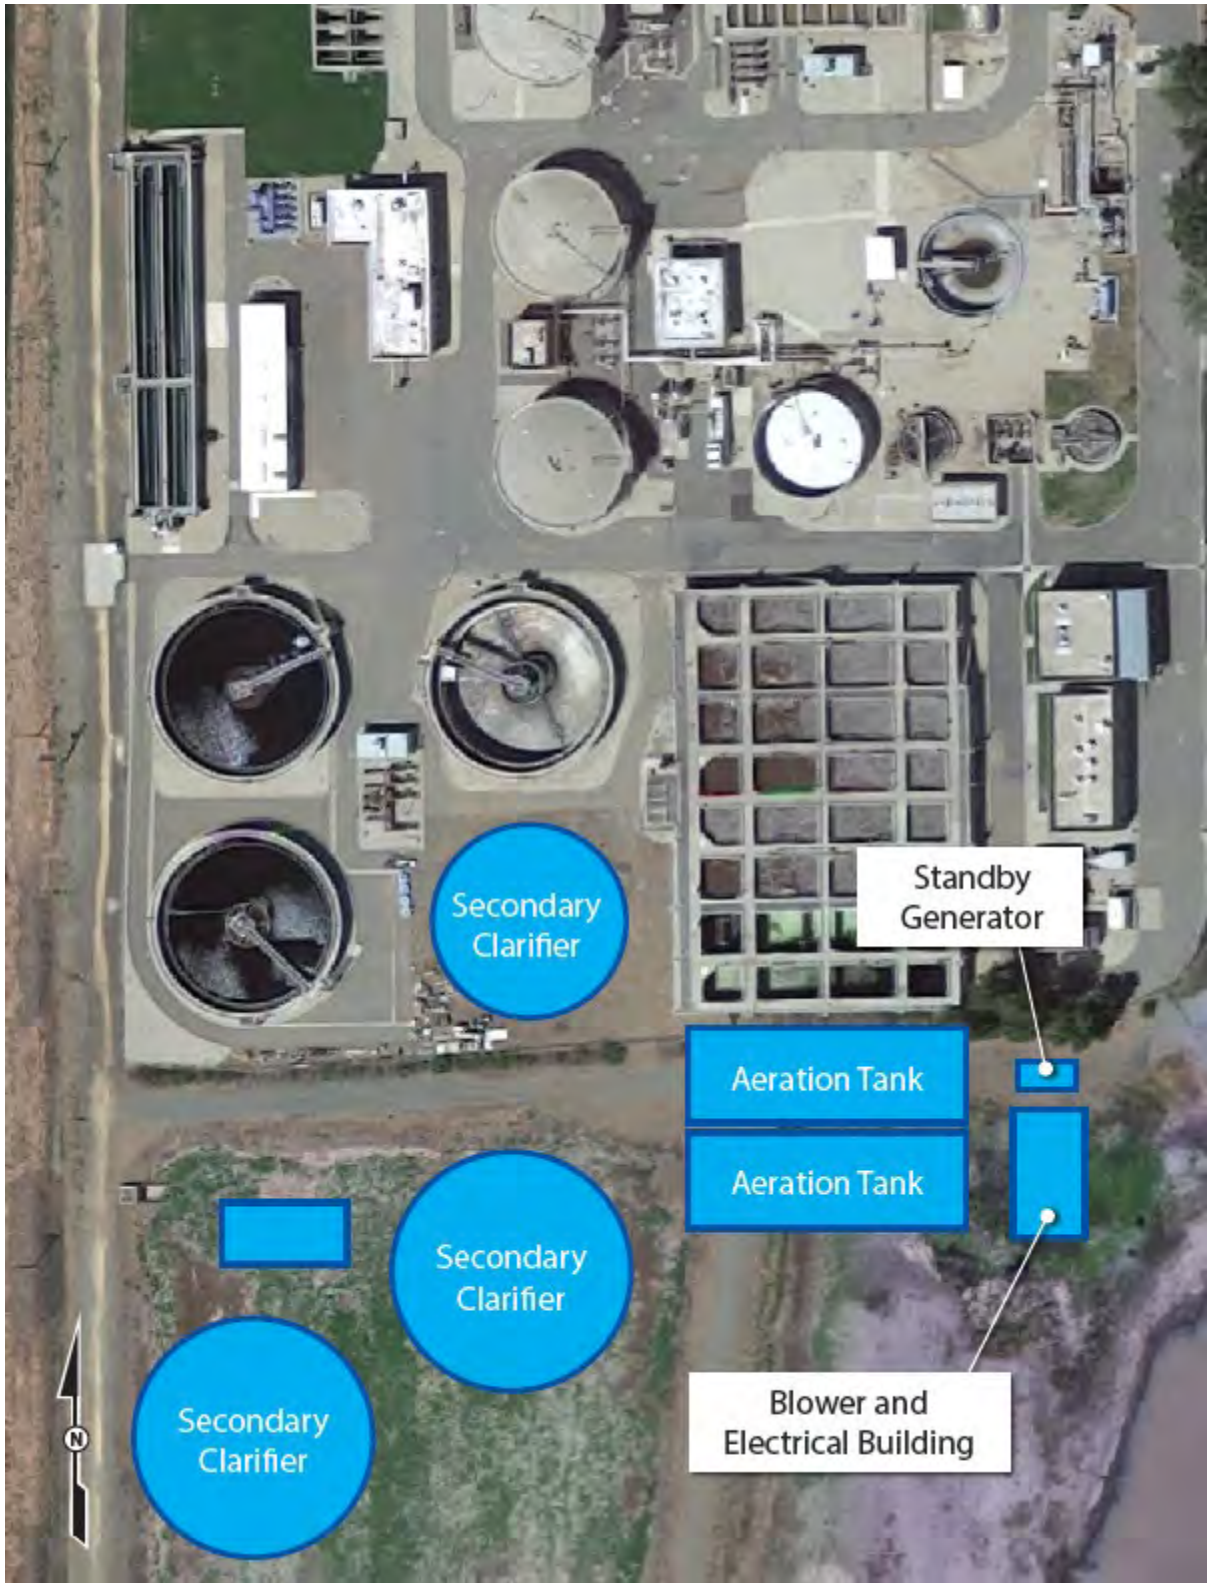 Standby
Generator
Secondary
Clarifier
Aeration Tank
Aeration Tank
Secondary
Clarifier
Secondary
Clarifier
Blower and
Electrical Building
N